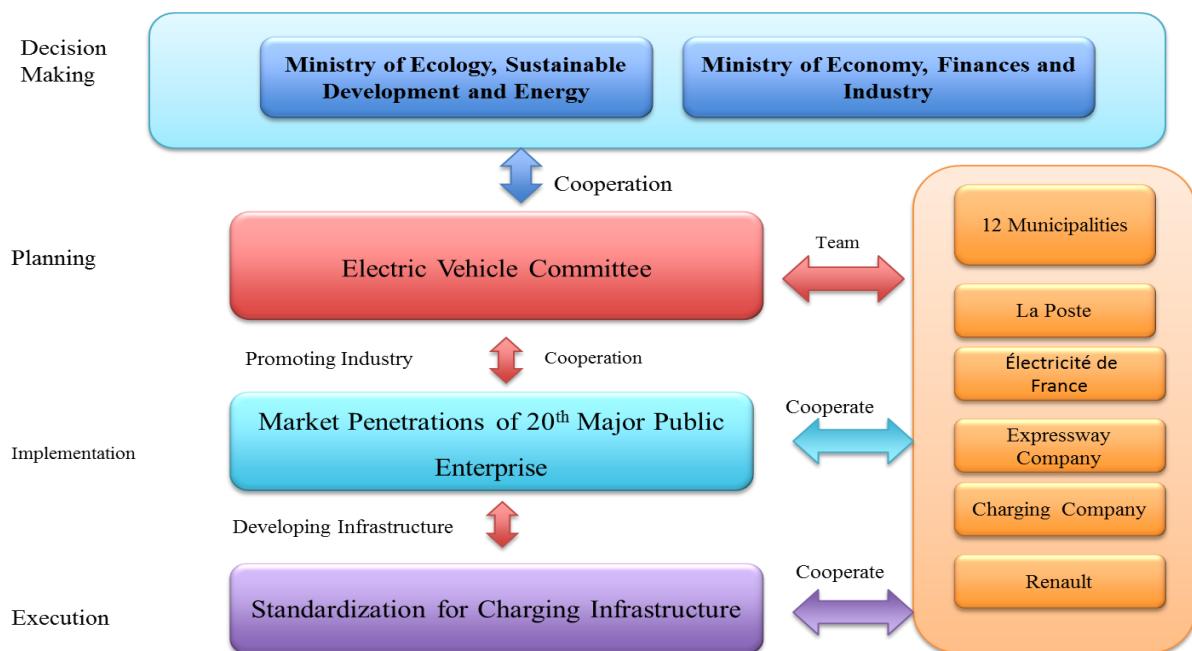 Decision
Making
Ministry of Ecology, Sustainable
Development and Energy
Ministry of Economy, Finances and
Industry
Cooperation
Planning
Electric Vehicle Committee
Team
12 Municipalities
La Poste
Électricité de
France
Expressway
Company
Charging Company
Renault
Promoting Industry
Cooperation
Implementation
Market Penetrations of 20th Major Public
Enterprise
Cooperate
Developing Infrastructure
Execution
Standardization for Charging Infrastructure
Cooperate